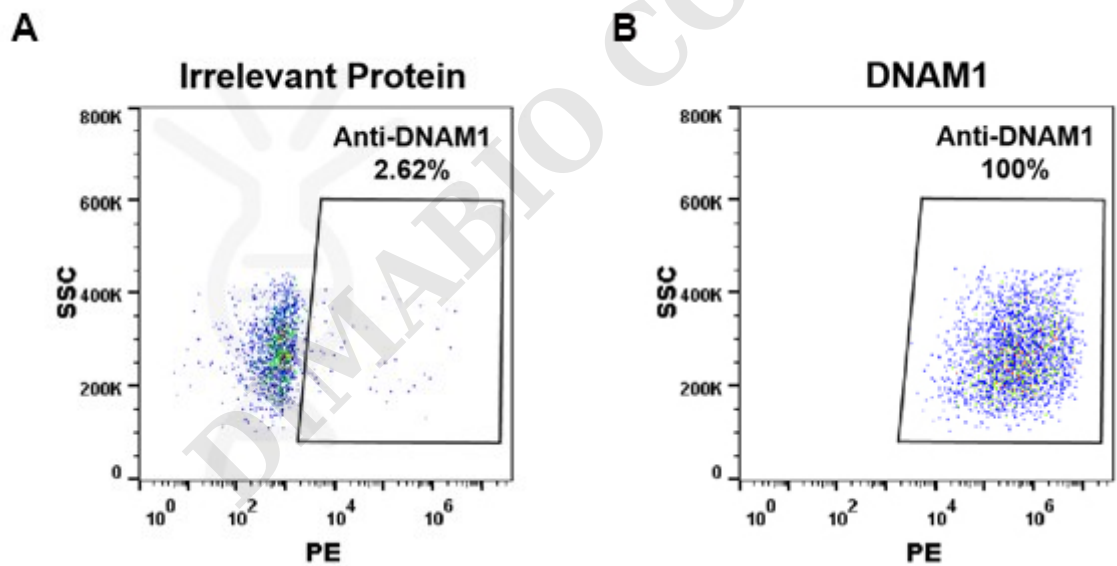 A
Irrelevant Protein
800K
600K
400K
200K
0
SSC
Anti-DNAM1
2.62%
10^0
10^2
10^4
10^6
PE
B
DNAM1
800K
600K
400K
200K
0
SSC
Anti-DNAM1
100%
10^0
10^2
10^4
10^6
PE
DIMABIO CO